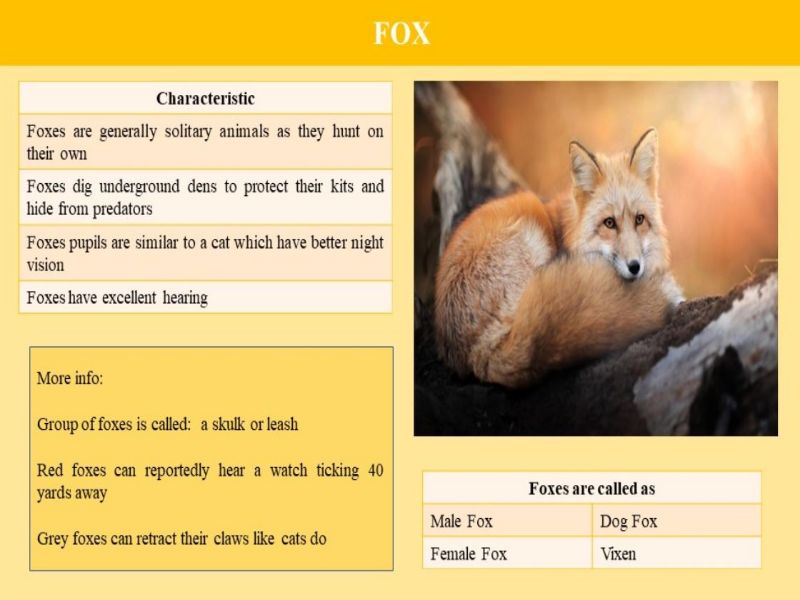 FOX
Characteristic
Foxes are generally solitary animals as they hunt on
their own
Foxes dig underground dens to protect their kits and
hide from predators
Foxes pupils are similar to a cat which have better night
vision
Foxes have excellent hearing
More info:
Group of foxes is called: a skulk or leash
Red foxes can reportedly hear a watch ticking 40
yards away
Grey foxes can retract their claws like cats do
Foxes are called as
Male Fox Dog Fox
Female Fox Vixen